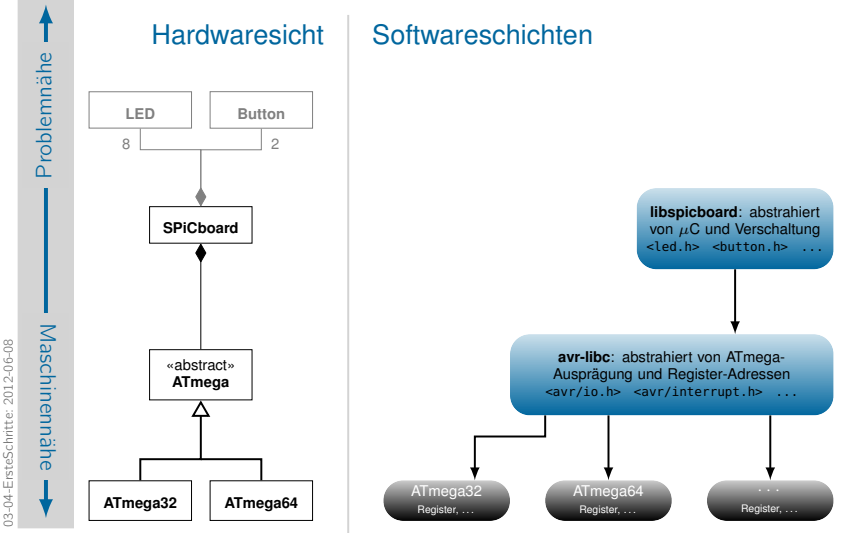 Hardwaresicht
Softwareschichten
Problemnähe
Maschinennähe
03-04-ErsteSchritte: 2012-06-08
LED
Button
8
2
SPiCboard
«abstract»
ATmega
ATmega32
ATmega64
libspicboard: abstrahiert
von μC und Verschaltung
<led.h> <button.h> ...
avr-libc: abstrahiert von ATmega-
Ausprägung und Register-Adressen
<avr/io.h> <avr/interrupt.h> ...
ATmega32
Register, ...
ATmega64
Register, ...
...
Register, ...